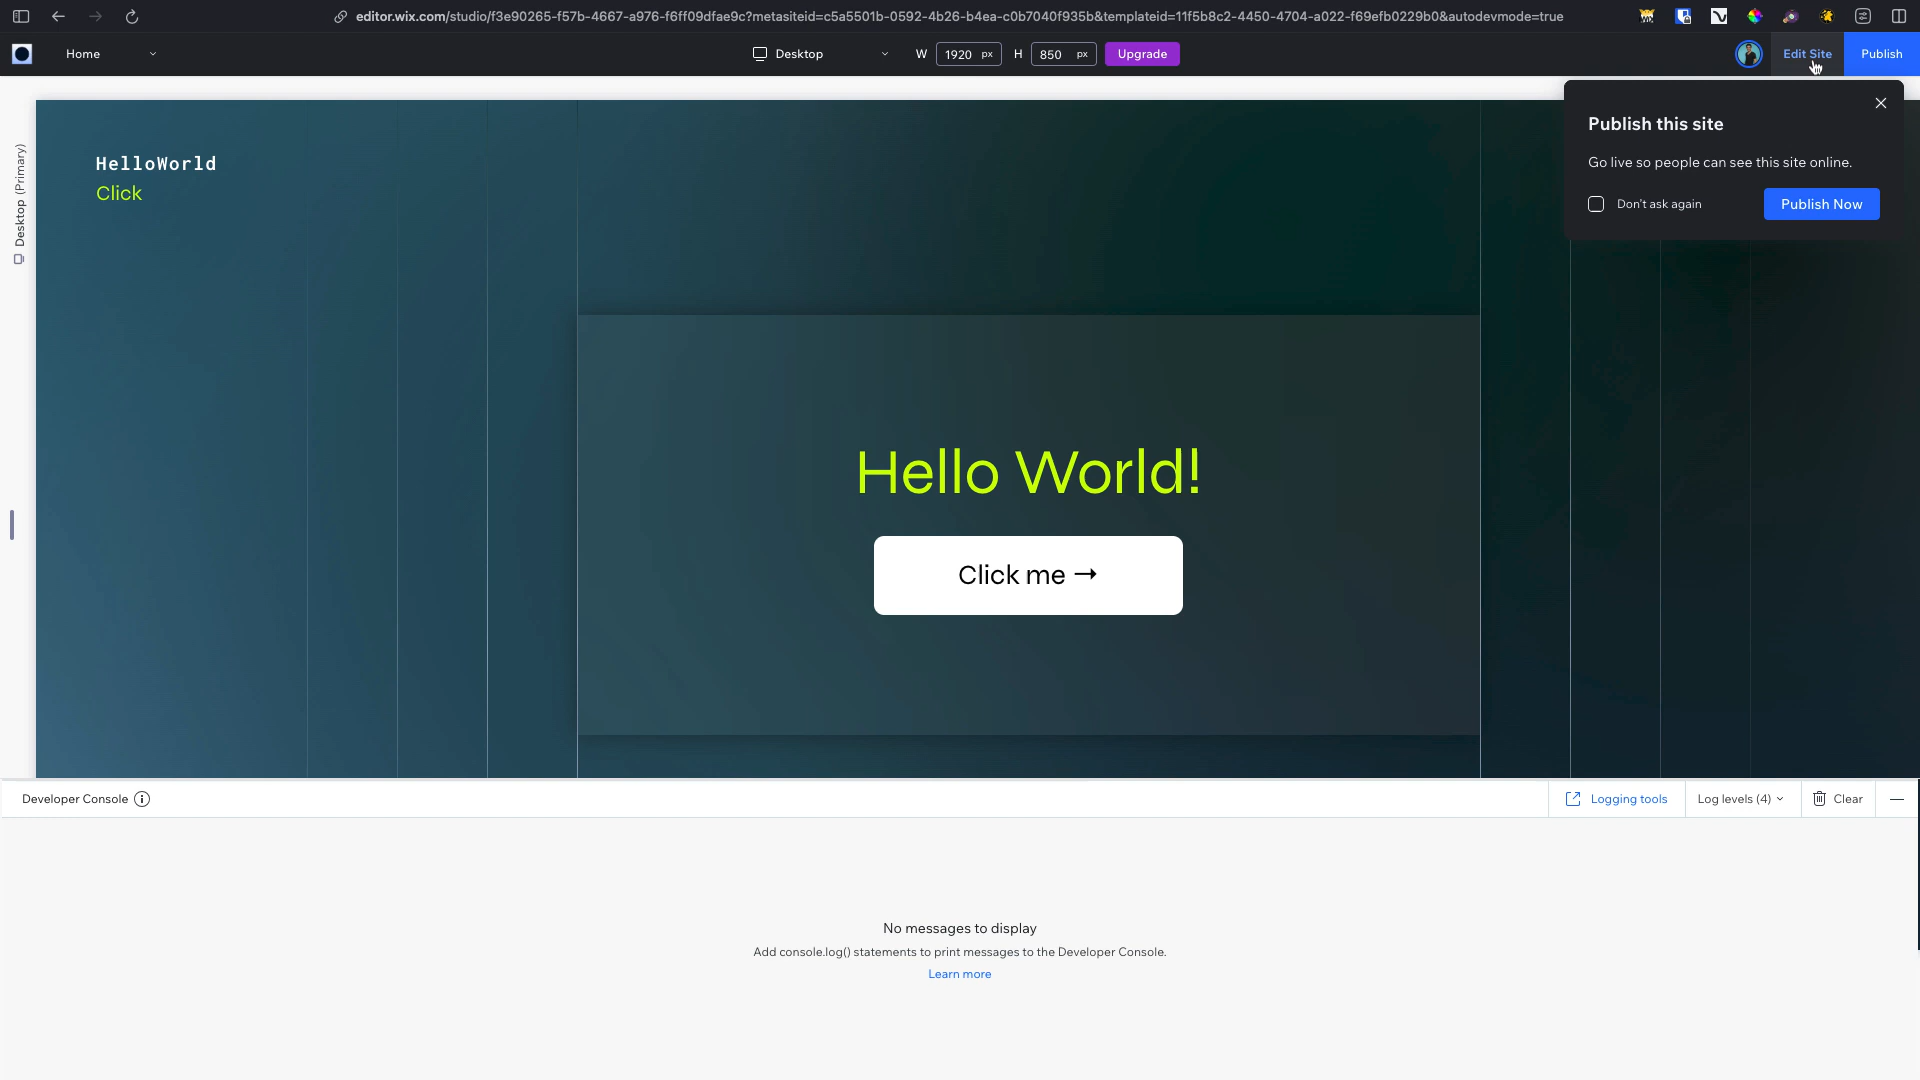 editor.wix.com/studio/f3e90265-f57b-4667-a976-f6ff09dfae9c?metasiteid=c5a5501b-0592-4b26-b4ea-c0b7040f935b&templateid=11f5b8c2-4450-4704-a022-f69efb0229b0&autodevmode=true
Home
Desktop
W 1920 px H 850 px
Upgrade
Edit Site
Publish
Publish this site
Go live so people can see this site online.
Don't ask again
Publish Now
Desktop (Primary)
HelloWorld
Click
Hello World!
Click me →
Developer Console
Logging tools
Log levels (4)
Clear
No messages to display
Add console.log() statements to print messages to the Developer Console.
Learn more